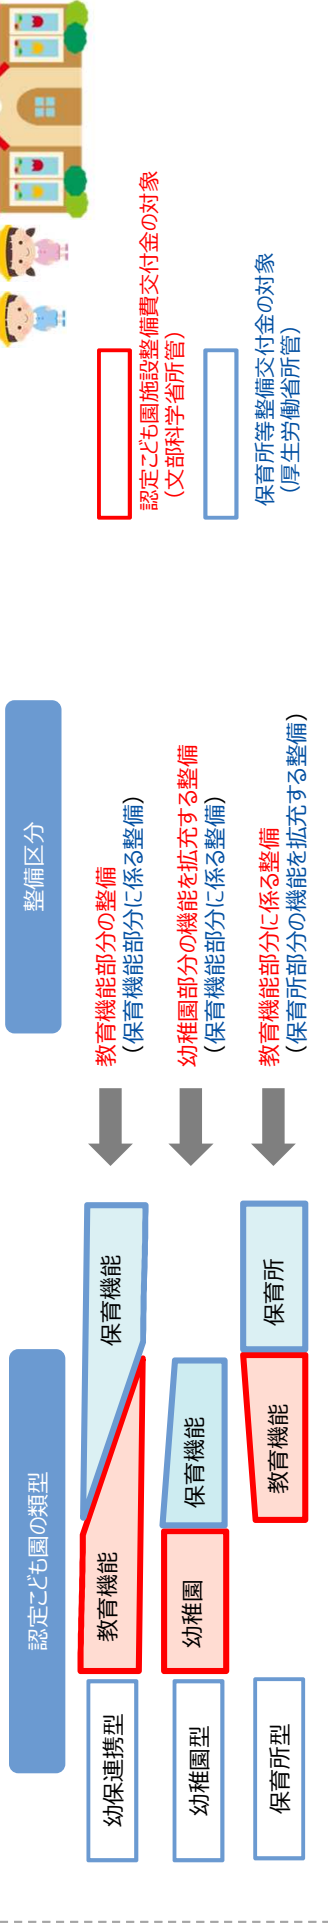 認定こども園の類型
整備区分
幼保連携型
教育機能
保育機能
教育機能部分の整備
（保育機能部分に係る整備）
幼稚園型
幼稚園
保育機能
幼稚園部分の機能を拡充する整備
（保育機能部分に係る整備）
保育所型
教育機能
保育所
教育機能部分に係る整備
（保育所部分の機能を拡充する整備）
認定こども園施設整備費交付金の対象
（文部科学省所管）
保育所等整備交付金の対象
（厚生労働省所管）